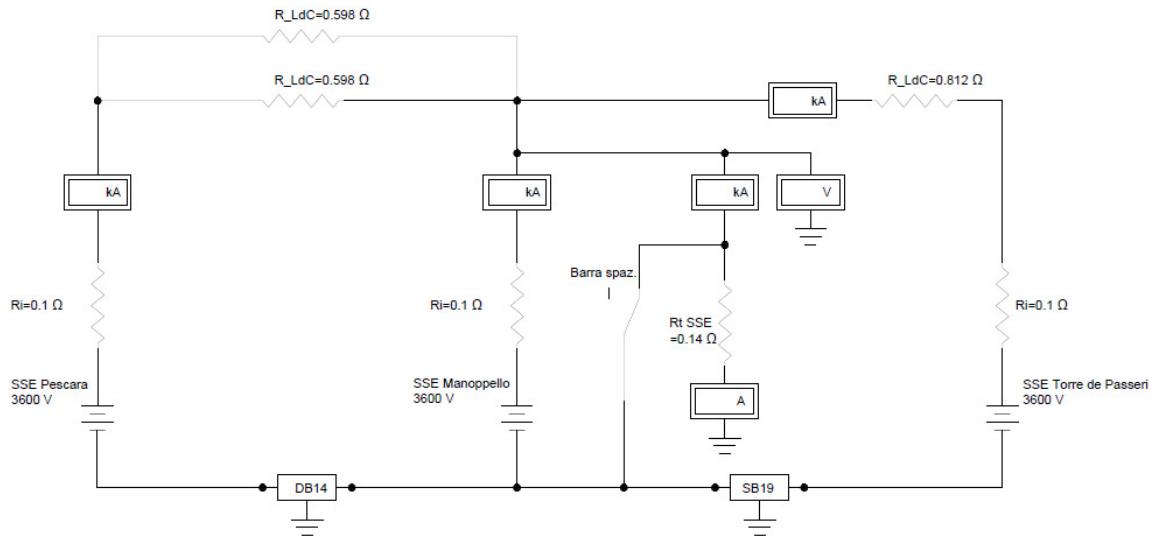 R_LdC=0.598 Ω
R_LdC=0.598 Ω
R_LdC=0.812 Ω
kA
kA
kA
kA
V
Barra spaz.
Ri=0.1 Ω
Ri=0.1 Ω
Rt SSE
=0.14 Ω
Ri=0.1 Ω
SSE Pescara
3600 V
SSE Manoppello
3600 V
A
SSE Torre de Passeri
3600 V
DB14
SB19